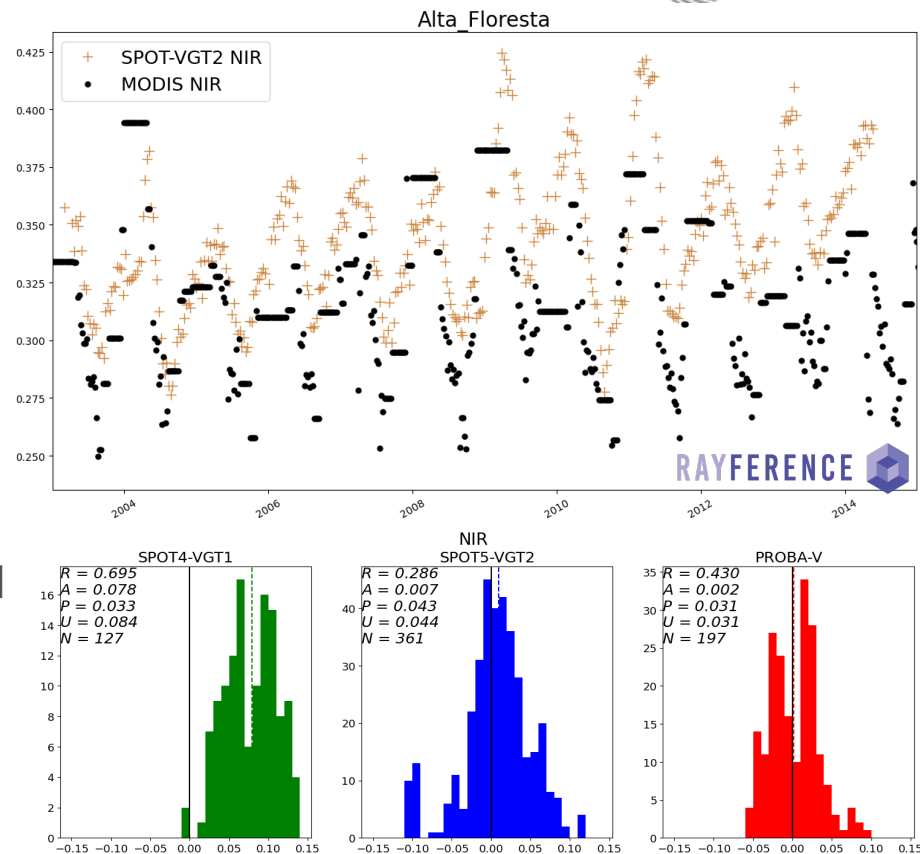 Alta_Floresta
SPOT-VGT2 NIR
MODIS NIR
0.425
0.400
0.375
0.350
0.325
0.300
0.275
0.250
RAYFERENCE
2004 2006 2008 2010 2012 2014
NIR
SPOT4-VGT1 SPOT5-VGT2 PROBA-V
R = 0.695
A = 0.078
P = 0.033
U = 0.084
N = 127
16
14
12
10
8
6
4
2
0
−0.15 −0.10 −0.05 0.00 0.05 0.10 0.15
R = 0.286
A = 0.007
P = 0.043
U = 0.044
N = 361
40
30
20
10
0
−0.15 −0.10 −0.05 0.00 0.05 0.10 0.15
R = 0.430
A = 0.002
P = 0.031
U = 0.031
N = 197
35
30
25
20
15
10
5
0
−0.15 −0.10 −0.05 0.00 0.05 0.10 0.15